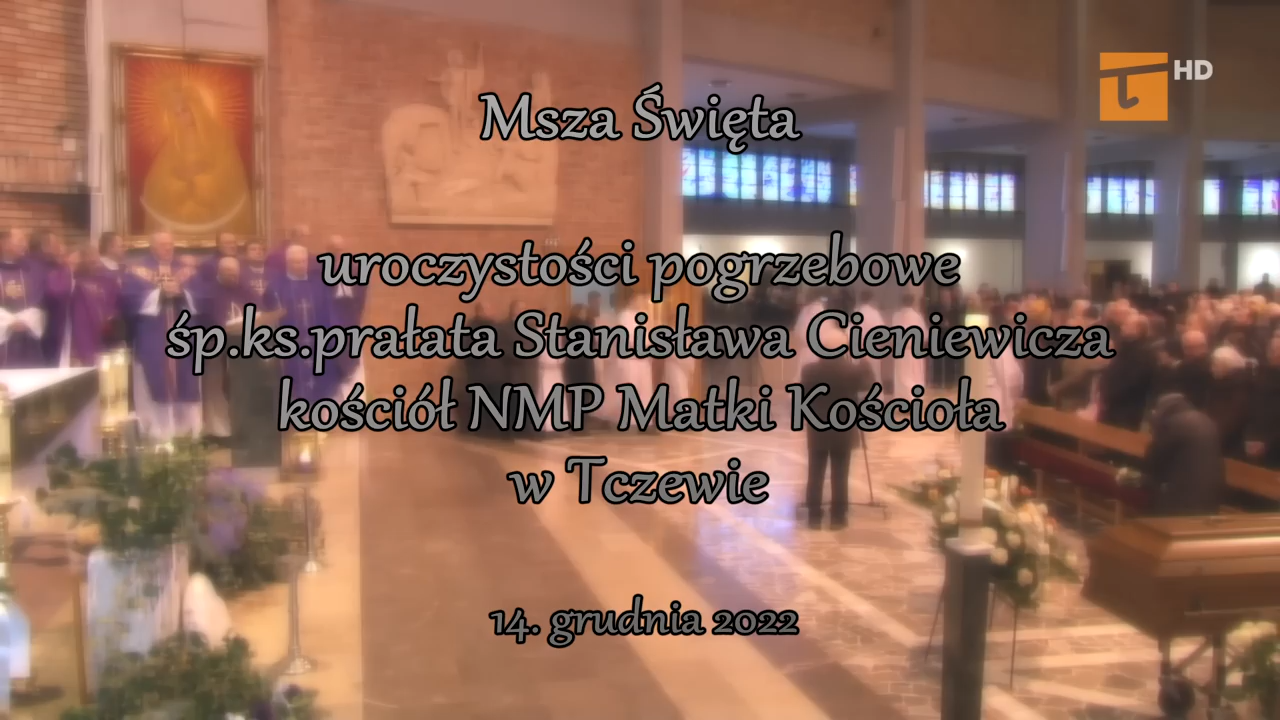 HD
Msza Święta
uroczystości pogrzebowe
śp.ks.prałata Stanisława Cieniewicza
kościół NMP Matki Kościoła
w Tczewie
14. grudnia 2022